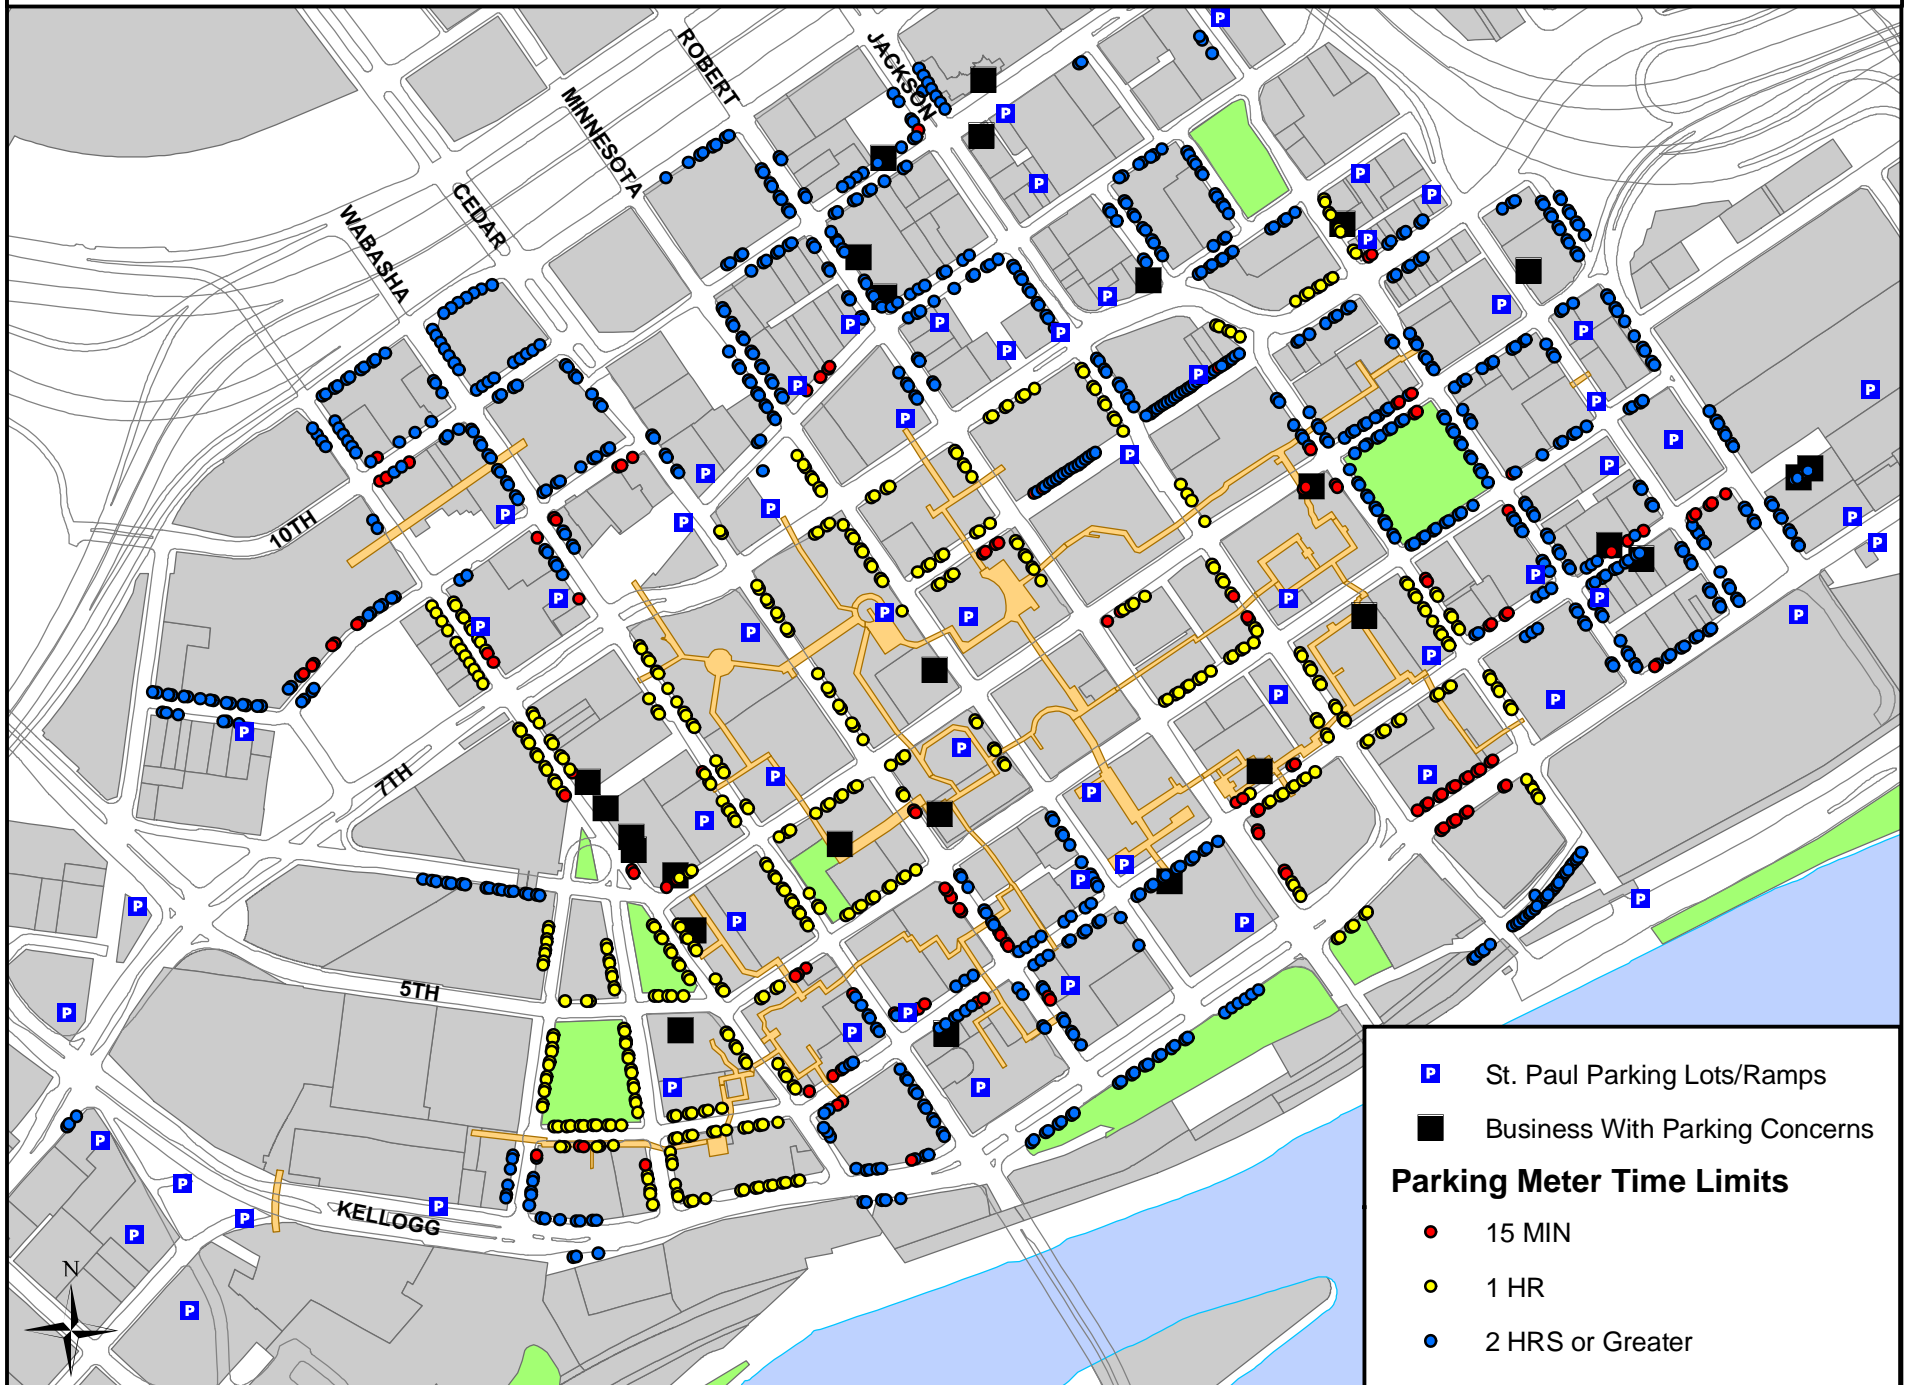 JACKSON
ROBERT
MINNESOTA
CEDAR
WABASHA
10TH
7TH
5TH
KELLOGG
N
P St. Paul Parking Lots/Ramps
Business With Parking Concerns
Parking Meter Time Limits
15 MIN
1 HR
2 HRS or Greater